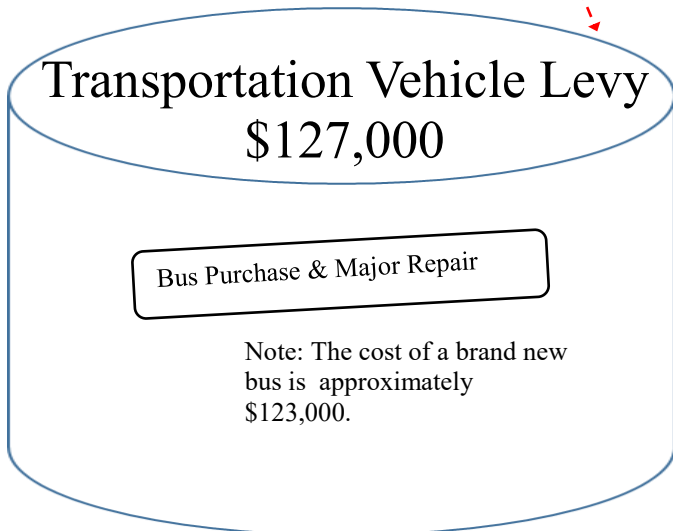 Transportation Vehicle Levy
$127,000
Bus Purchase & Major Repair
Note: The cost of a brand new
bus is  approximately
$123,000.